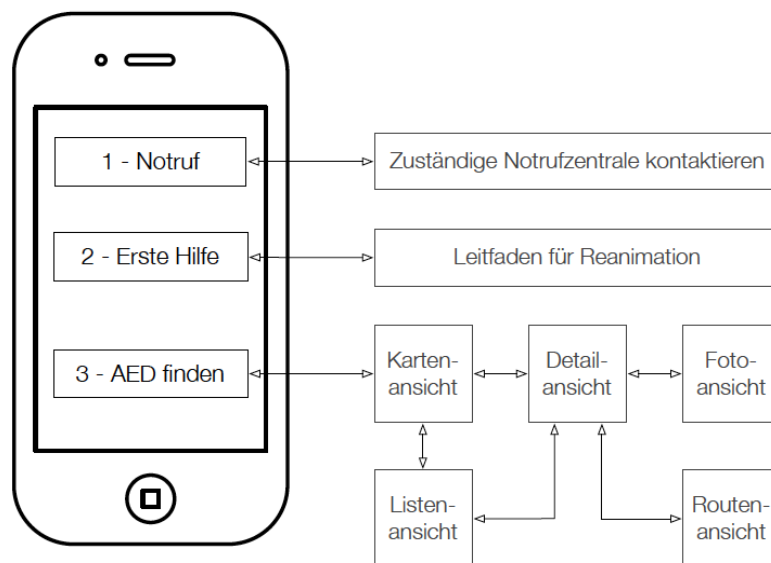 1 - Notruf
Zuständige Notrufzentrale kontaktieren
2 - Erste Hilfe
Leitfaden für Reanimation
3 - AED finden
Karten-
ansicht
Detail-
ansicht
Foto-
ansicht
Listen-
ansicht
Routen-
ansicht